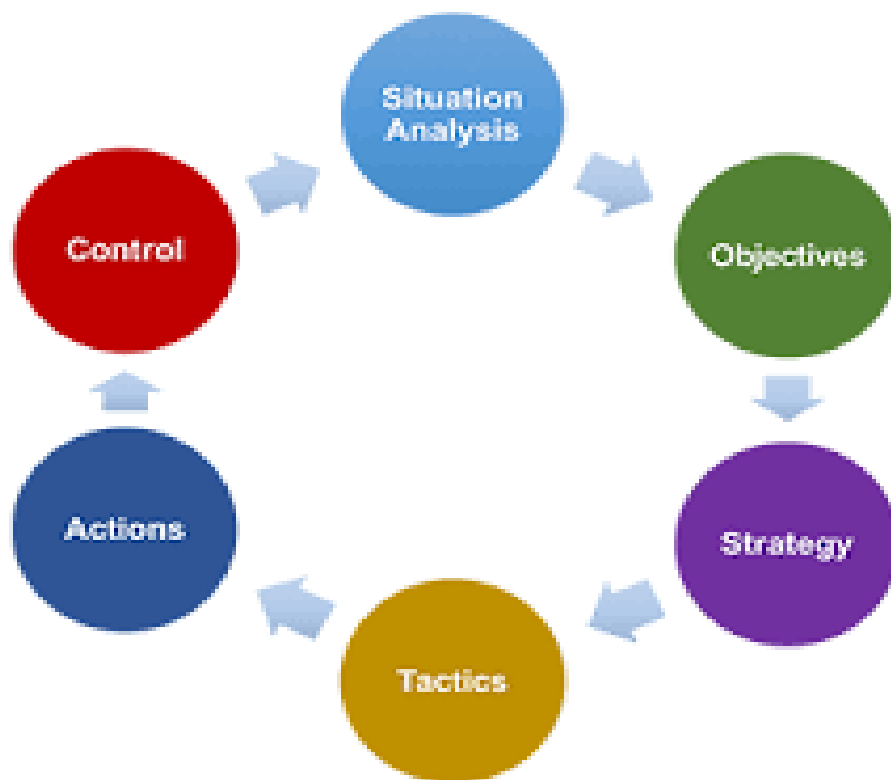 Situation
Analysis
Objectives
Strategy
Tactics
Actions
Control